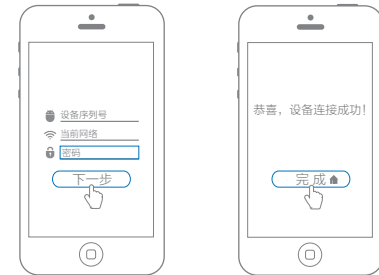 设备序列号
当前网络
密码
下一步
恭喜，设备连接成功！
完成